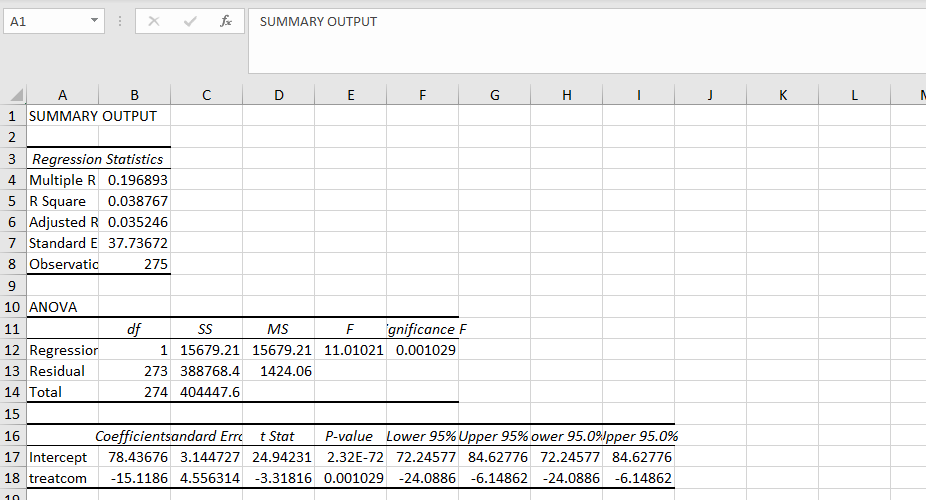 A1 fx SUMMARY OUTPUT
A B C D E F G H I J K L M
1 SUMMARY OUTPUT
2
3 Regression Statistics
4 Multiple R 0.196893
5 R Square 0.038767
6 Adjusted R 0.035246
7 Standard E 37.73672
8 Observatic 275
9
10 ANOVA
11 df SS MS F gnificance F
12 Regression 1 15679.21 15679.21 11.01021 0.001029
13 Residual 273 388768.4 1424.06
14 Total 274 404447.6
15
16 Coefficients andard Erro t Stat P-value Lower 95% Upper 95% ower 95.0% Upper 95.0%
17 Intercept 78.43676 3.144727 24.94231 2.32E-72 72.24577 84.62776 72.24577 84.62776
18 treatcom -15.1186 4.556314 -3.31816 0.001029 -24.0886 -6.14862 -24.0886 -6.14862
19